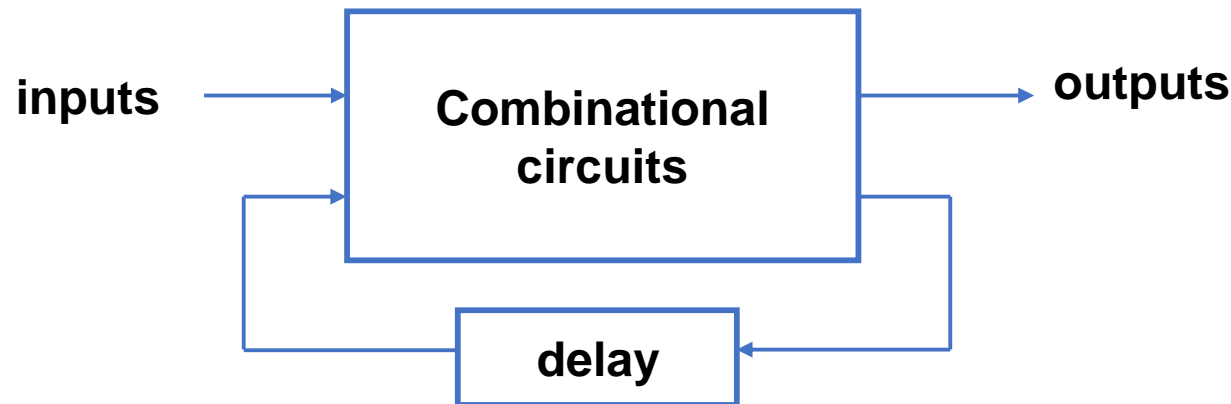 inputs
Combinational
circuits
outputs
delay